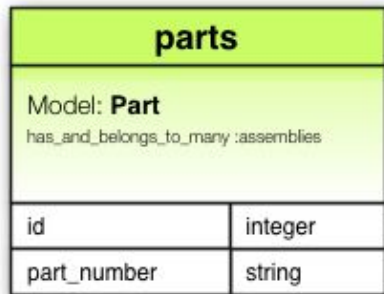 parts
Model: Part
has_and_belongs_to_many :assemblies
id integer
part_number string